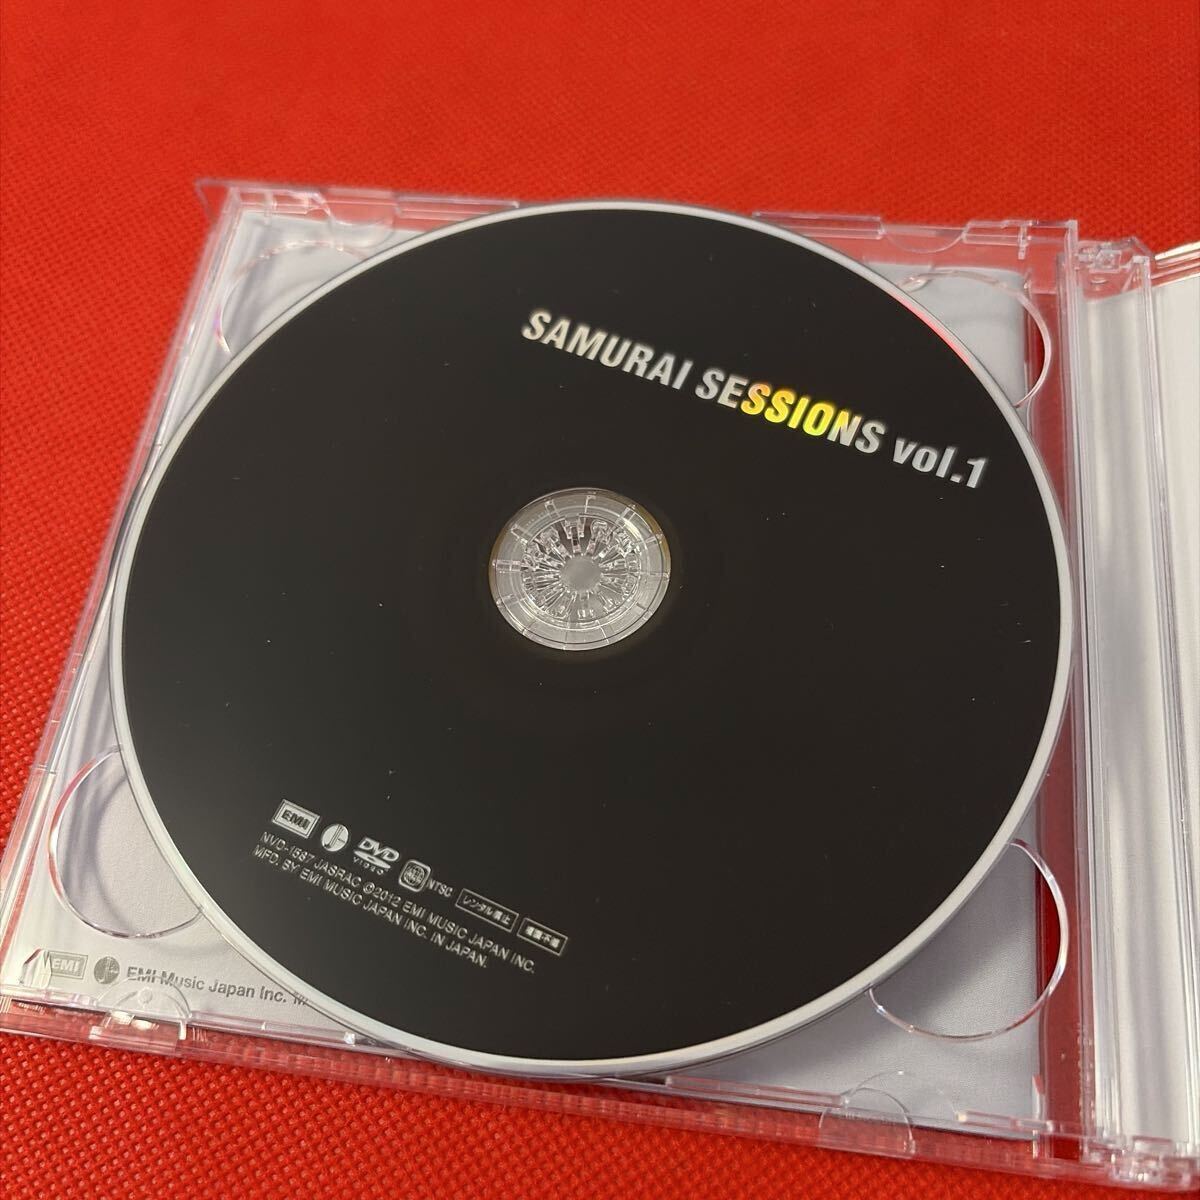 SAMURAI SESSIONS vol.1
EMI
DVD
VIDEO
NTSC
レンタル禁止
複製不能
NVD-1587 JASRAC ℗2012 EMI MUSIC JAPAN INC.
MFD. BY EMI MUSIC JAPAN INC. IN JAPAN.
EMI
EMI Music Japan Inc.